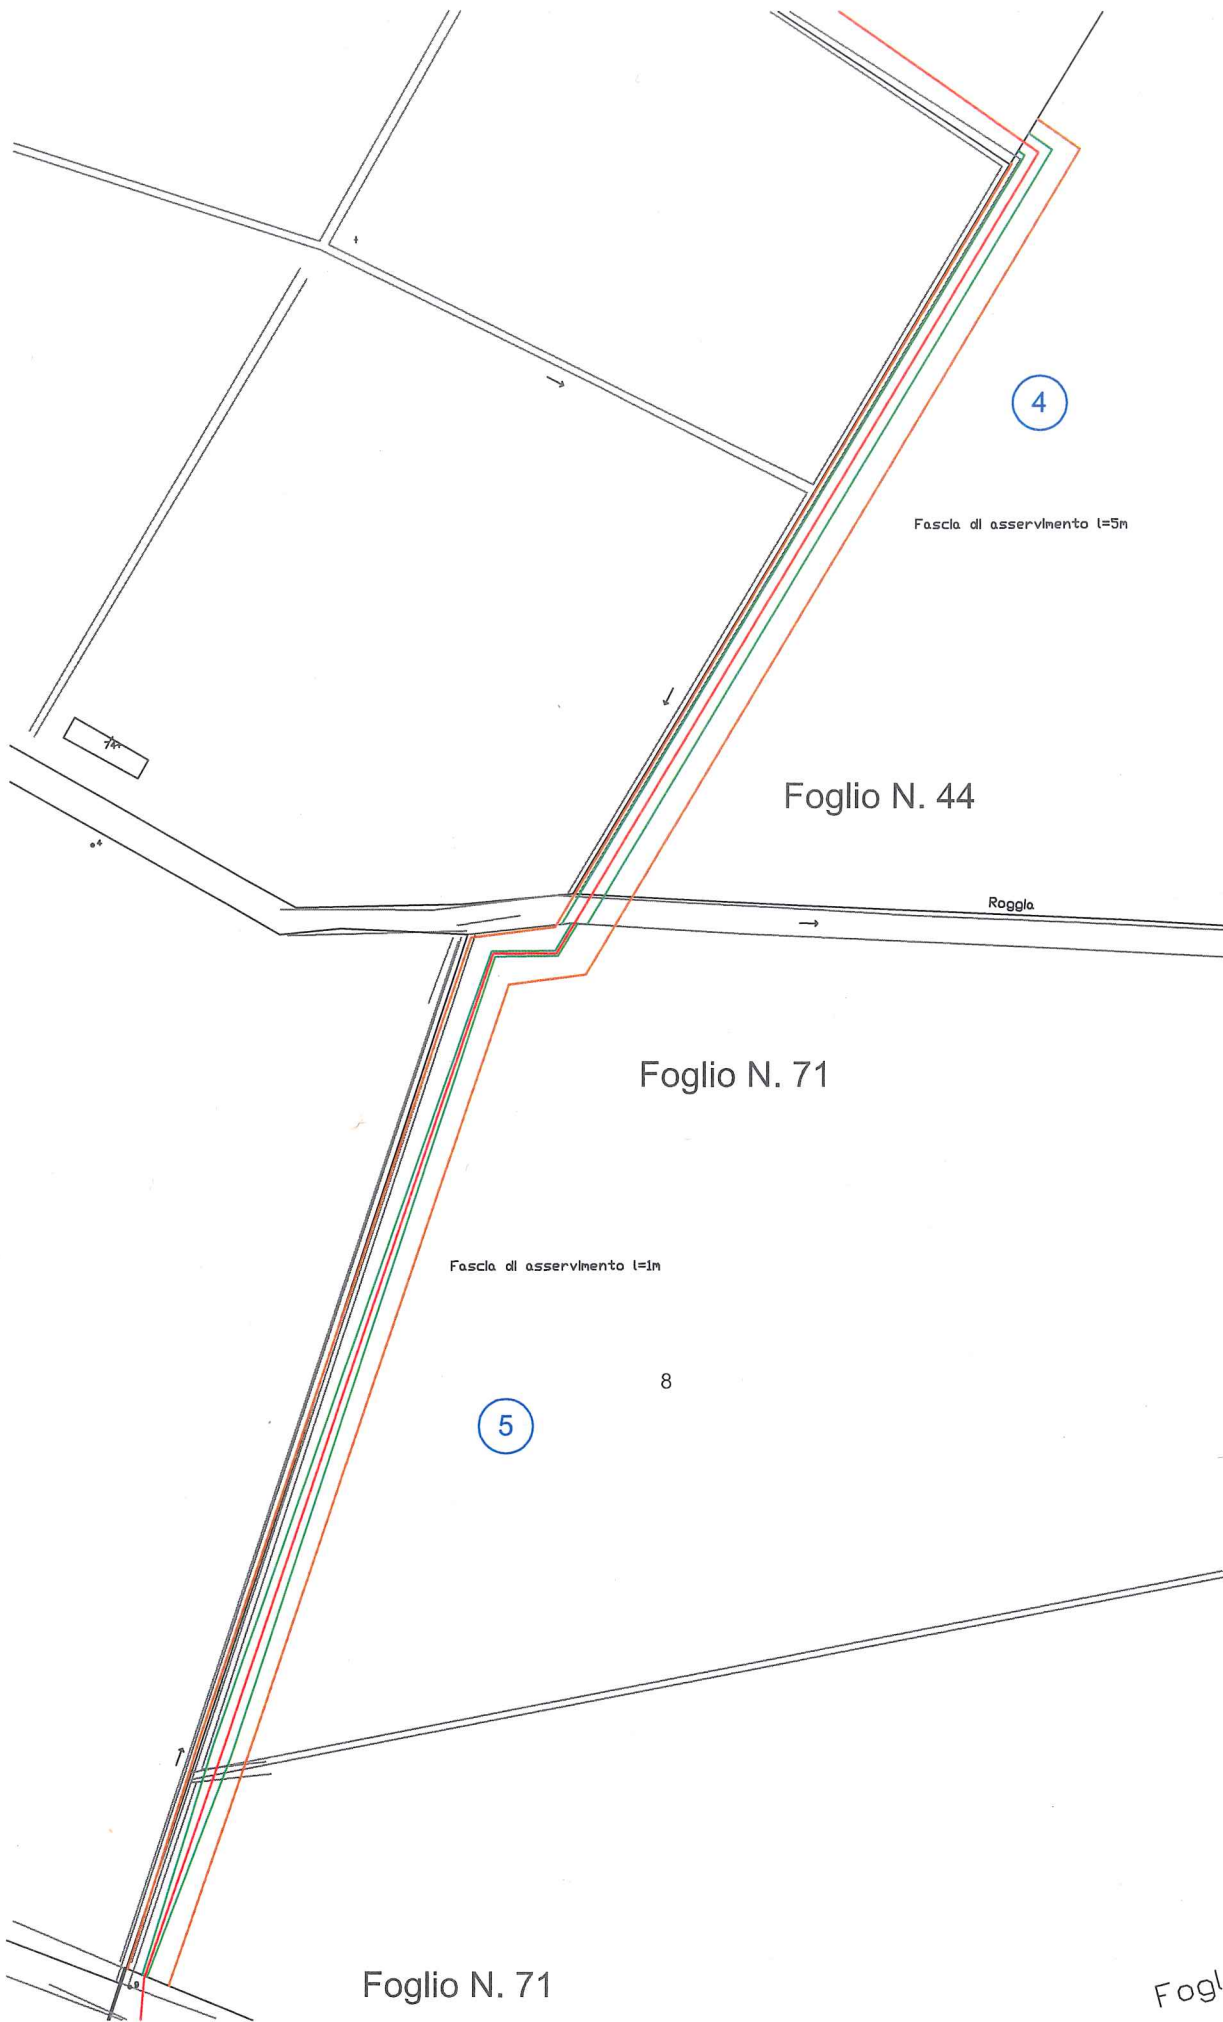 4
Fascia di asservimento l=5m
Foglio N. 44
4
Roggia
Foglio N. 71
Fascia di asservimento l=1m
8
5
Foglio N. 71
Fogl